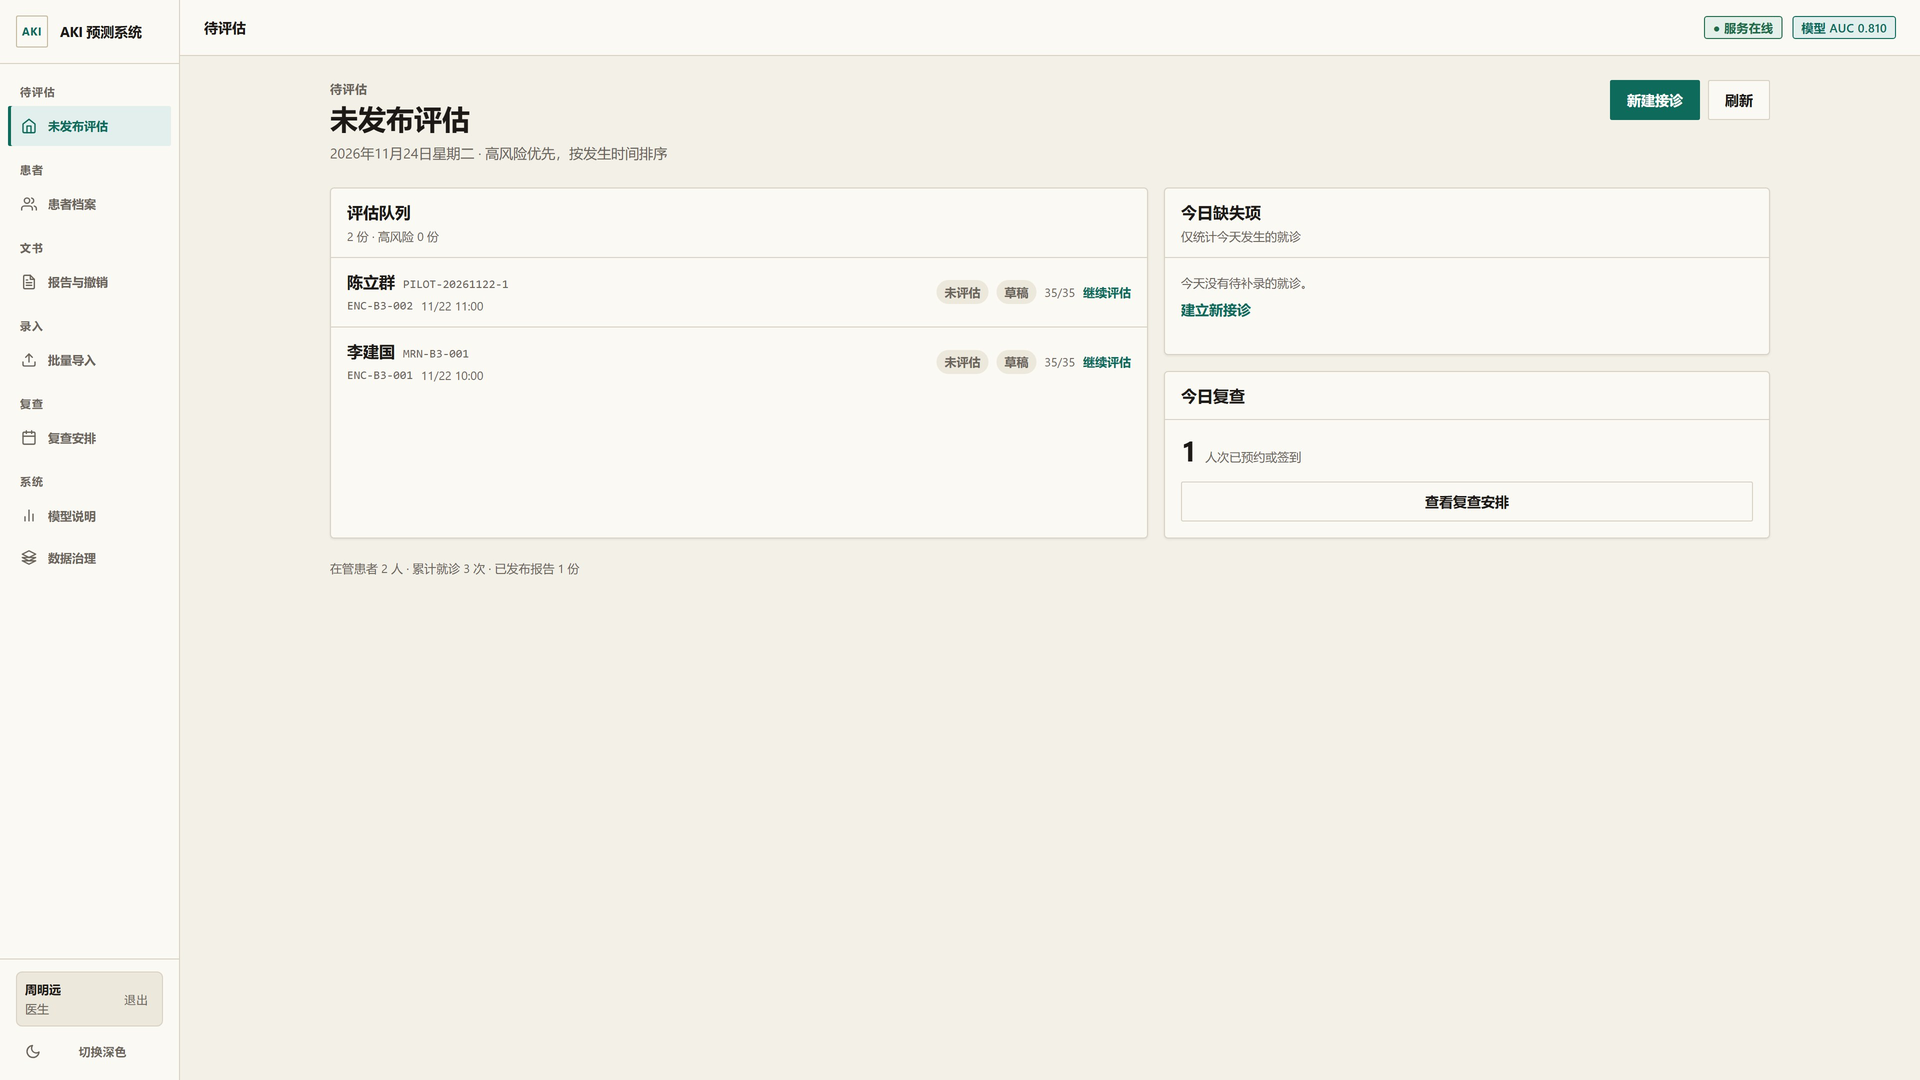 AKI
AKI 预测系统
待评估
未发布评估
患者
患者档案
文书
报告与撤销
录入
批量导入
复查
复查安排
系统
模型说明
数据治理
周明远
医生
退出
切换深色
待评估
服务在线
模型 AUC 0.810
待评估
未发布评估
2026年11月24日星期二 · 高风险优先，按发生时间排序
新建接诊
刷新
评估队列
2 份 · 高风险 0 份
陈立群 PILOT-20261122-1
ENC-B3-002 11/22 11:00
未评估 草稿 35/35 继续评估
李建国 MRN-B3-001
ENC-B3-001 11/22 10:00
未评估 草稿 35/35 继续评估
今日缺失项
仅统计今天发生的就诊
今天没有待补录的就诊。
建立新接诊
今日复查
1 人次已预约或签到
查看复查安排
在管患者 2 人 · 累计就诊 3 次 · 已发布报告 1 份